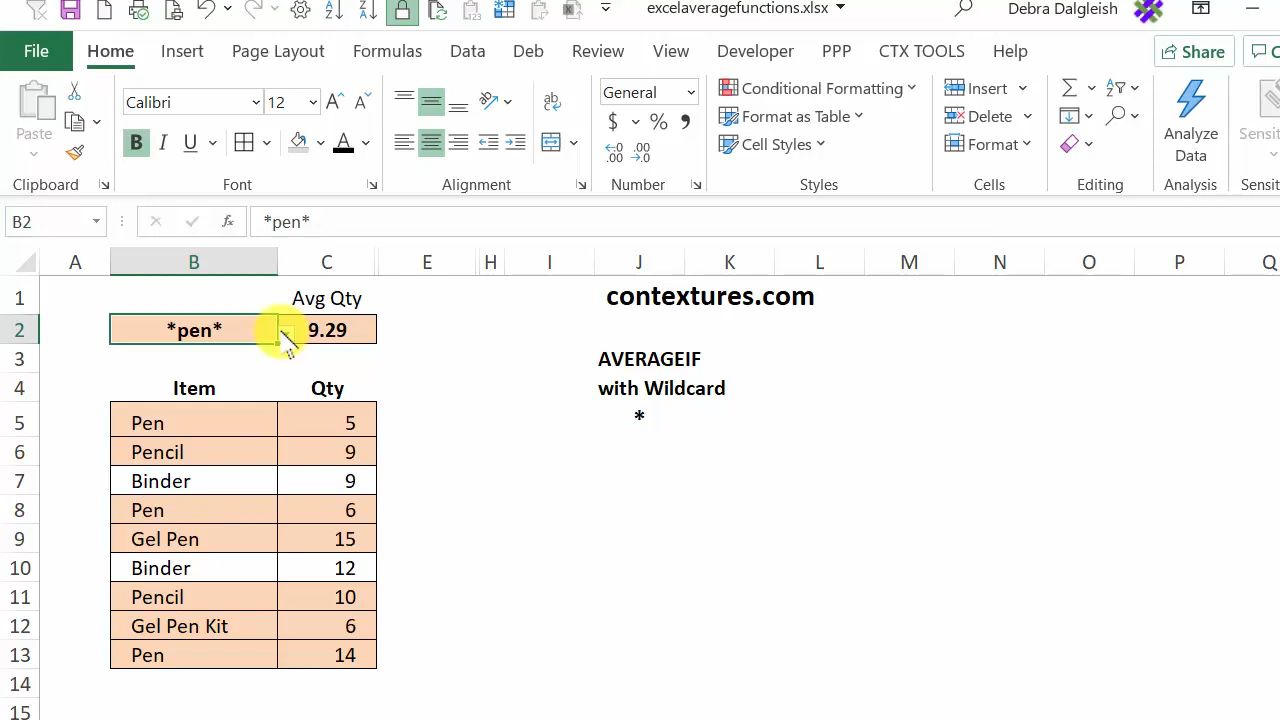 excelaveragefunctions.xlsx Debra Dalgleish
File Home Insert Page Layout Formulas Data Deb Review View Developer PPP CTX TOOLS Help Share
Calibri 12 General Conditional Formatting Insert
Format as Table Delete
Paste B I U A $ % Cell Styles Format Analyze Data
Clipboard Font Alignment Number Styles Cells Editing Analysis
B2 fx *pen*
A B C E H I J K L M N O P Q
1 Avg Qty contextures.com
2 *pen* 9.29
3 AVERAGEIF
4 Item Qty with Wildcard
5 Pen 5 *
6 Pencil 9
7 Binder 9
8 Pen 6
9 Gel Pen 15
10 Binder 12
11 Pencil 10
12 Gel Pen Kit 6
13 Pen 14
14
15